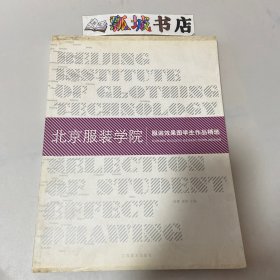 瓠城书店
BEIJING
INSTITUTE
OF CLOTHING
TECHNOLOGY
北京服装学院
服装效果图学生作品精选
SELECTION
OF STUDENT
EFFECT
DRAWING